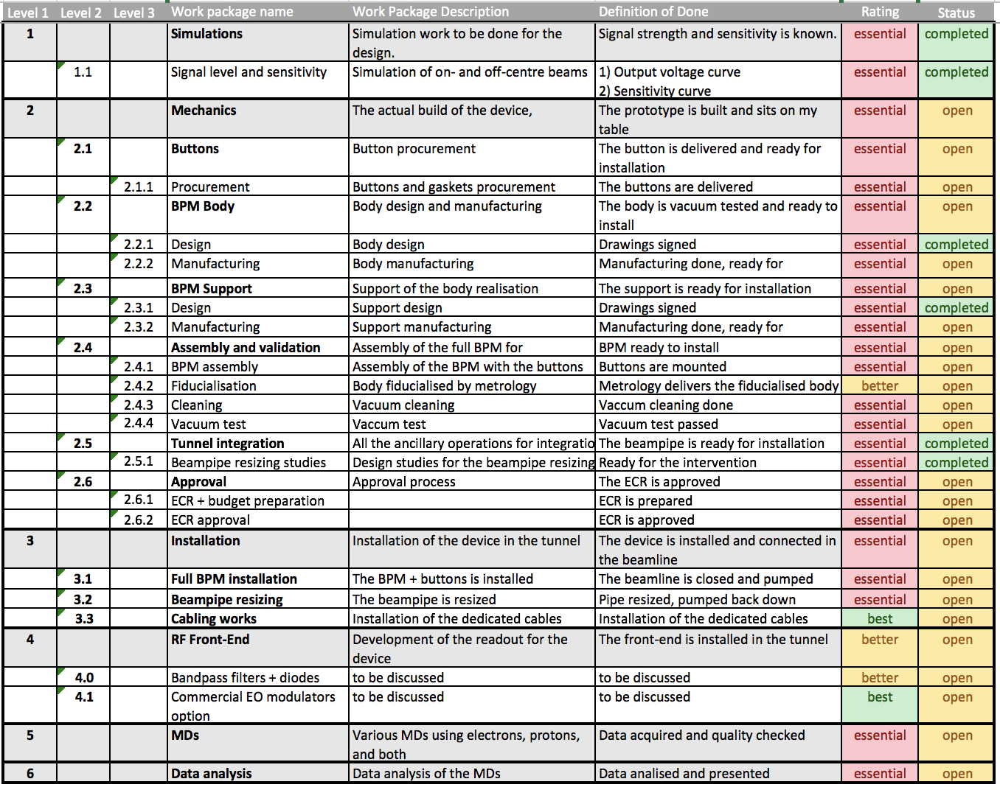 Level 1 Level 2 Level 3 Work package name Work Package Description Definition of Done Rating Status
1 Simulations Simulation work to be done for the Signal strength and sensitivity is known. essential completed
design.
1.1 Signal level and sensitivity Simulation of on- and off-centre beams 1) Output voltage curve essential completed
2) Sensitivity curve
2 Mechanics The actual build of the device, The prototype is built and sits on my essential open
table
2.1 Buttons Button procurement The button is delivered and ready for essential open
installation
2.1.1 Procurement Buttons and gaskets procurement The buttons are delivered essential open
2.2 BPM Body Body design and manufacturing The body is vacuum tested and ready to essential open
install
2.2.1 Design Body design Drawings signed essential completed
2.2.2 Manufacturing Body manufacturing Manufacturing done, ready for essential open
2.3 BPM Support Support of the body realisation The support is ready for installation essential open
2.3.1 Design Support design Drawings signed essential completed
2.3.2 Manufacturing Support manufacturing Manufacturing done, ready for essential open
2.4 Assembly and validation Assembly of the full BPM for BPM ready to install essential open
2.4.1 BPM assembly Assembly of the BPM with the buttons Buttons are mounted essential open
2.4.2 Fiducialisation Body fiducialised by metrology Metrology delivers the fiducialised body better open
2.4.3 Cleaning Vacuum cleaning Vaccum cleaning done essential open
2.4.4 Vacuum test Vaccum test Vacuum test passed essential open
2.5 Tunnel integration All the ancillary operations for integratio The beampipe is ready for installation essential completed
2.5.1 Beampipe resizing studies Design studies for the beampipe resizing Ready for the intervention essential completed
2.6 Approval Approval process The ECR is approved essential open
2.6.1 ECR + budget preparation ECR is prepared essential open
2.6.2 ECR approval ECR is approved essential open
3 Installation Installation of the device in the tunnel The device is installed and connected in essential open
the beamline
3.1 Full BPM installation The BPM + buttons is installed The beamline is closed and pumped essential open
3.2 Beampipe resizing The beampipe is resized Pipe resized, pumped back down essential open
3.3 Cabling works Installation of the dedicated cables Installation of the dedicated cables best open
4 RF Front-End Development of the readout for the The front-end is installed in the tunnel better open
device
4.0 Bandpass filters + diodes to be discussed to be discussed better open
4.1 Commercial EO modulators to be discussed to be discussed best open
option
5 MDs Various MDs using electrons, protons, Data acquired and quality checked essential open
and both
6 Data analysis Data analysis of the MDs Data analised and presented essential open